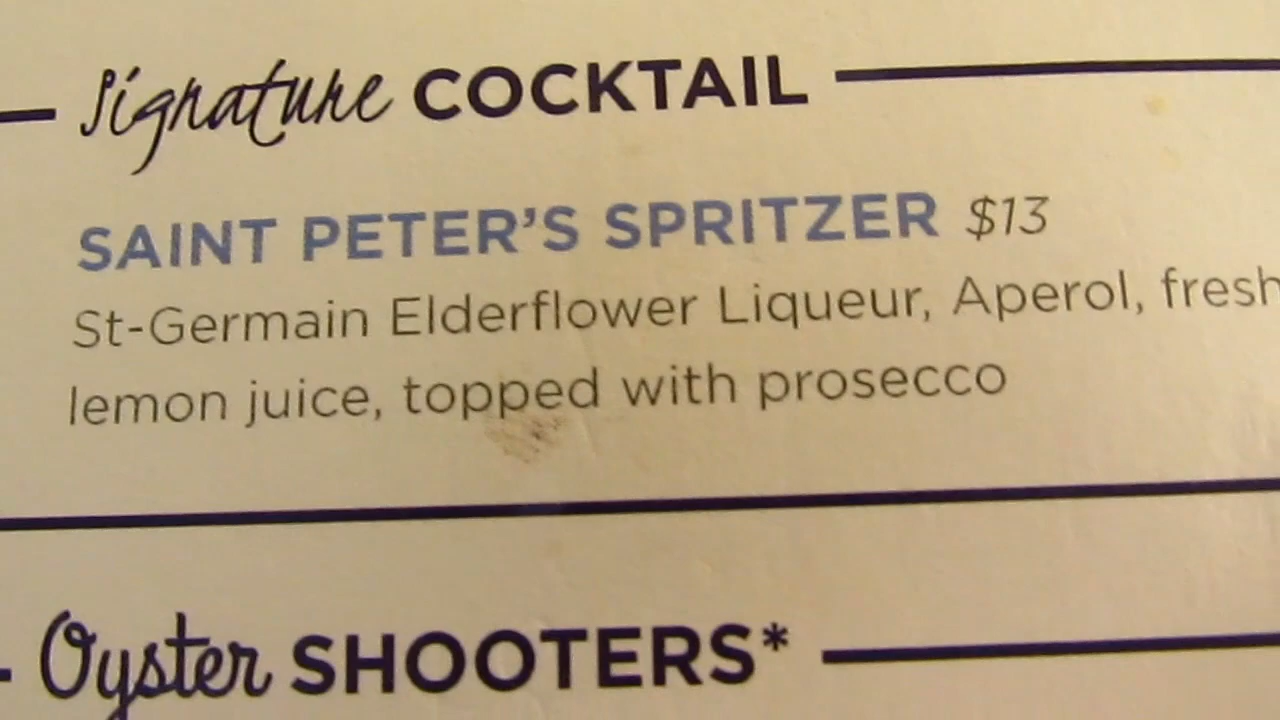 Signature COCKTAIL
SAINT PETER'S SPRITZER $13
St-Germain Elderflower Liqueur, Aperol, fresh
lemon juice, topped with prosecco
Oyster SHOOTERS*